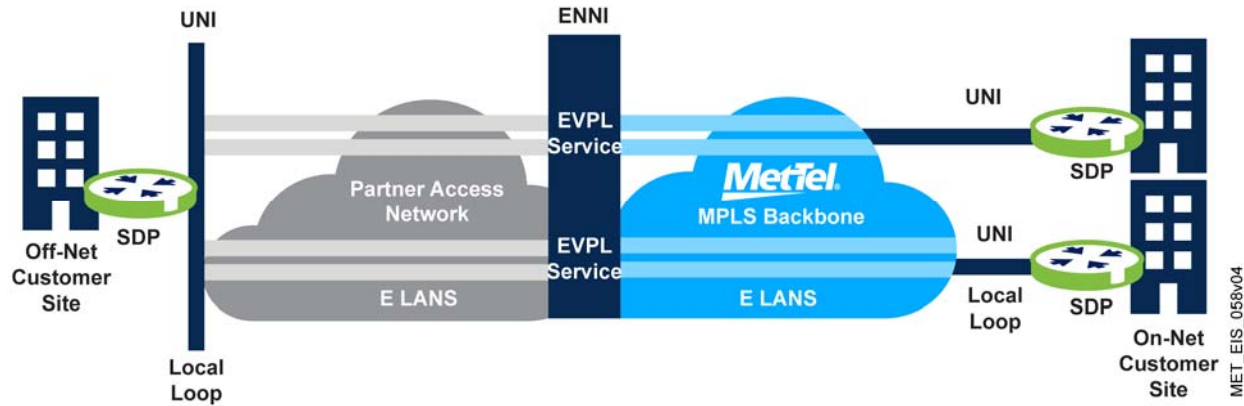 UNI
ENNI
Off-Net
Customer
Site
SDP
Local
Loop
Partner Access
Network
E LANS
EVPL
Service
EVPL
Service
MetTel®
MPLS Backbone
E LANS
UNI
SDP
UNI
Local
Loop
SDP
On-Net
Customer
Site
MET_EIS_058v04